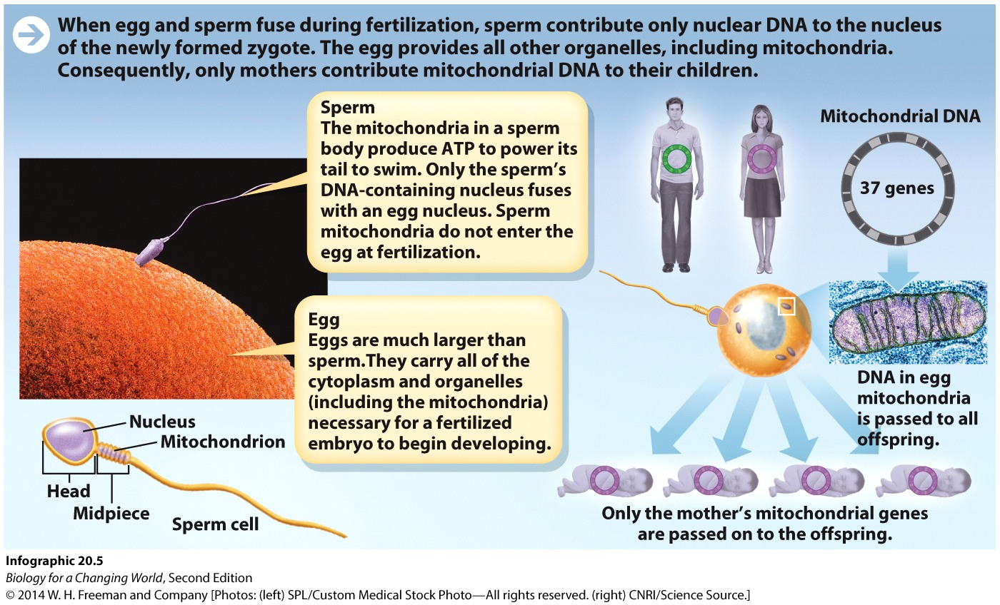 When egg and sperm fuse during fertilization, sperm contribute only nuclear DNA to the nucleus
of the newly formed zygote. The egg provides all other organelles, including mitochondria.
Consequently, only mothers contribute mitochondrial DNA to their children.
Sperm
The mitochondria in a sperm
body produce ATP to power its
tail to swim. Only the sperm's
DNA-containing nucleus fuses
with an egg nucleus. Sperm
mitochondria do not enter the
egg at fertilization.
Egg
Eggs are much larger than
sperm.They carry all of the
cytoplasm and organelles
(including the mitochondria)
necessary for a fertilized
embryo to begin developing.
Nucleus
Mitochondrion
Head
Midpiece
Sperm cell
Mitochondrial DNA
37 genes
DNA in egg
mitochondria
is passed to all
offspring.
Only the mother's mitochondrial genes
are passed on to the offspring.
Infographic 20.5
Biology for a Changing World, Second Edition
© 2014 W. H. Freeman and Company [Photos: (left) SPL/Custom Medical Stock Photo—All rights reserved. (right) CNRI/Science Source.]